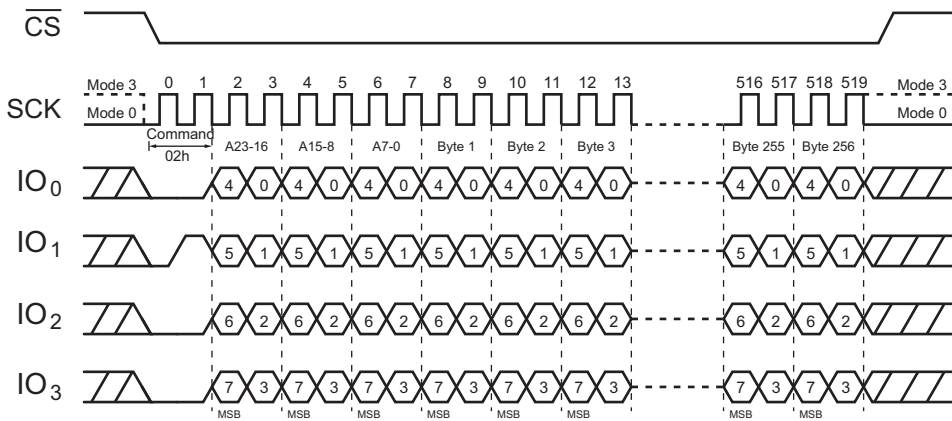 CS
Mode 3 0 1 2 3 4 5 6 7 8 9 10 11 12 13 516 517 518 519 Mode 3
SCK Mode 0 Mode 0
Command A23-16 A15-8 A7-0 Byte 1 Byte 2 Byte 3 Byte 255 Byte 256
02h
IO0 4 0 4 0 4 0 4 0 4 0 4 0 4 0 4 0
IO1 5 1 5 1 5 1 5 1 5 1 5 1 5 1 5 1
IO2 6 2 6 2 6 2 6 2 6 2 6 2 6 2 6 2
IO3 7 3 7 3 7 3 7 3 7 3 7 3 7 3 7 3
MSB MSB MSB MSB MSB MSB MSB MSB